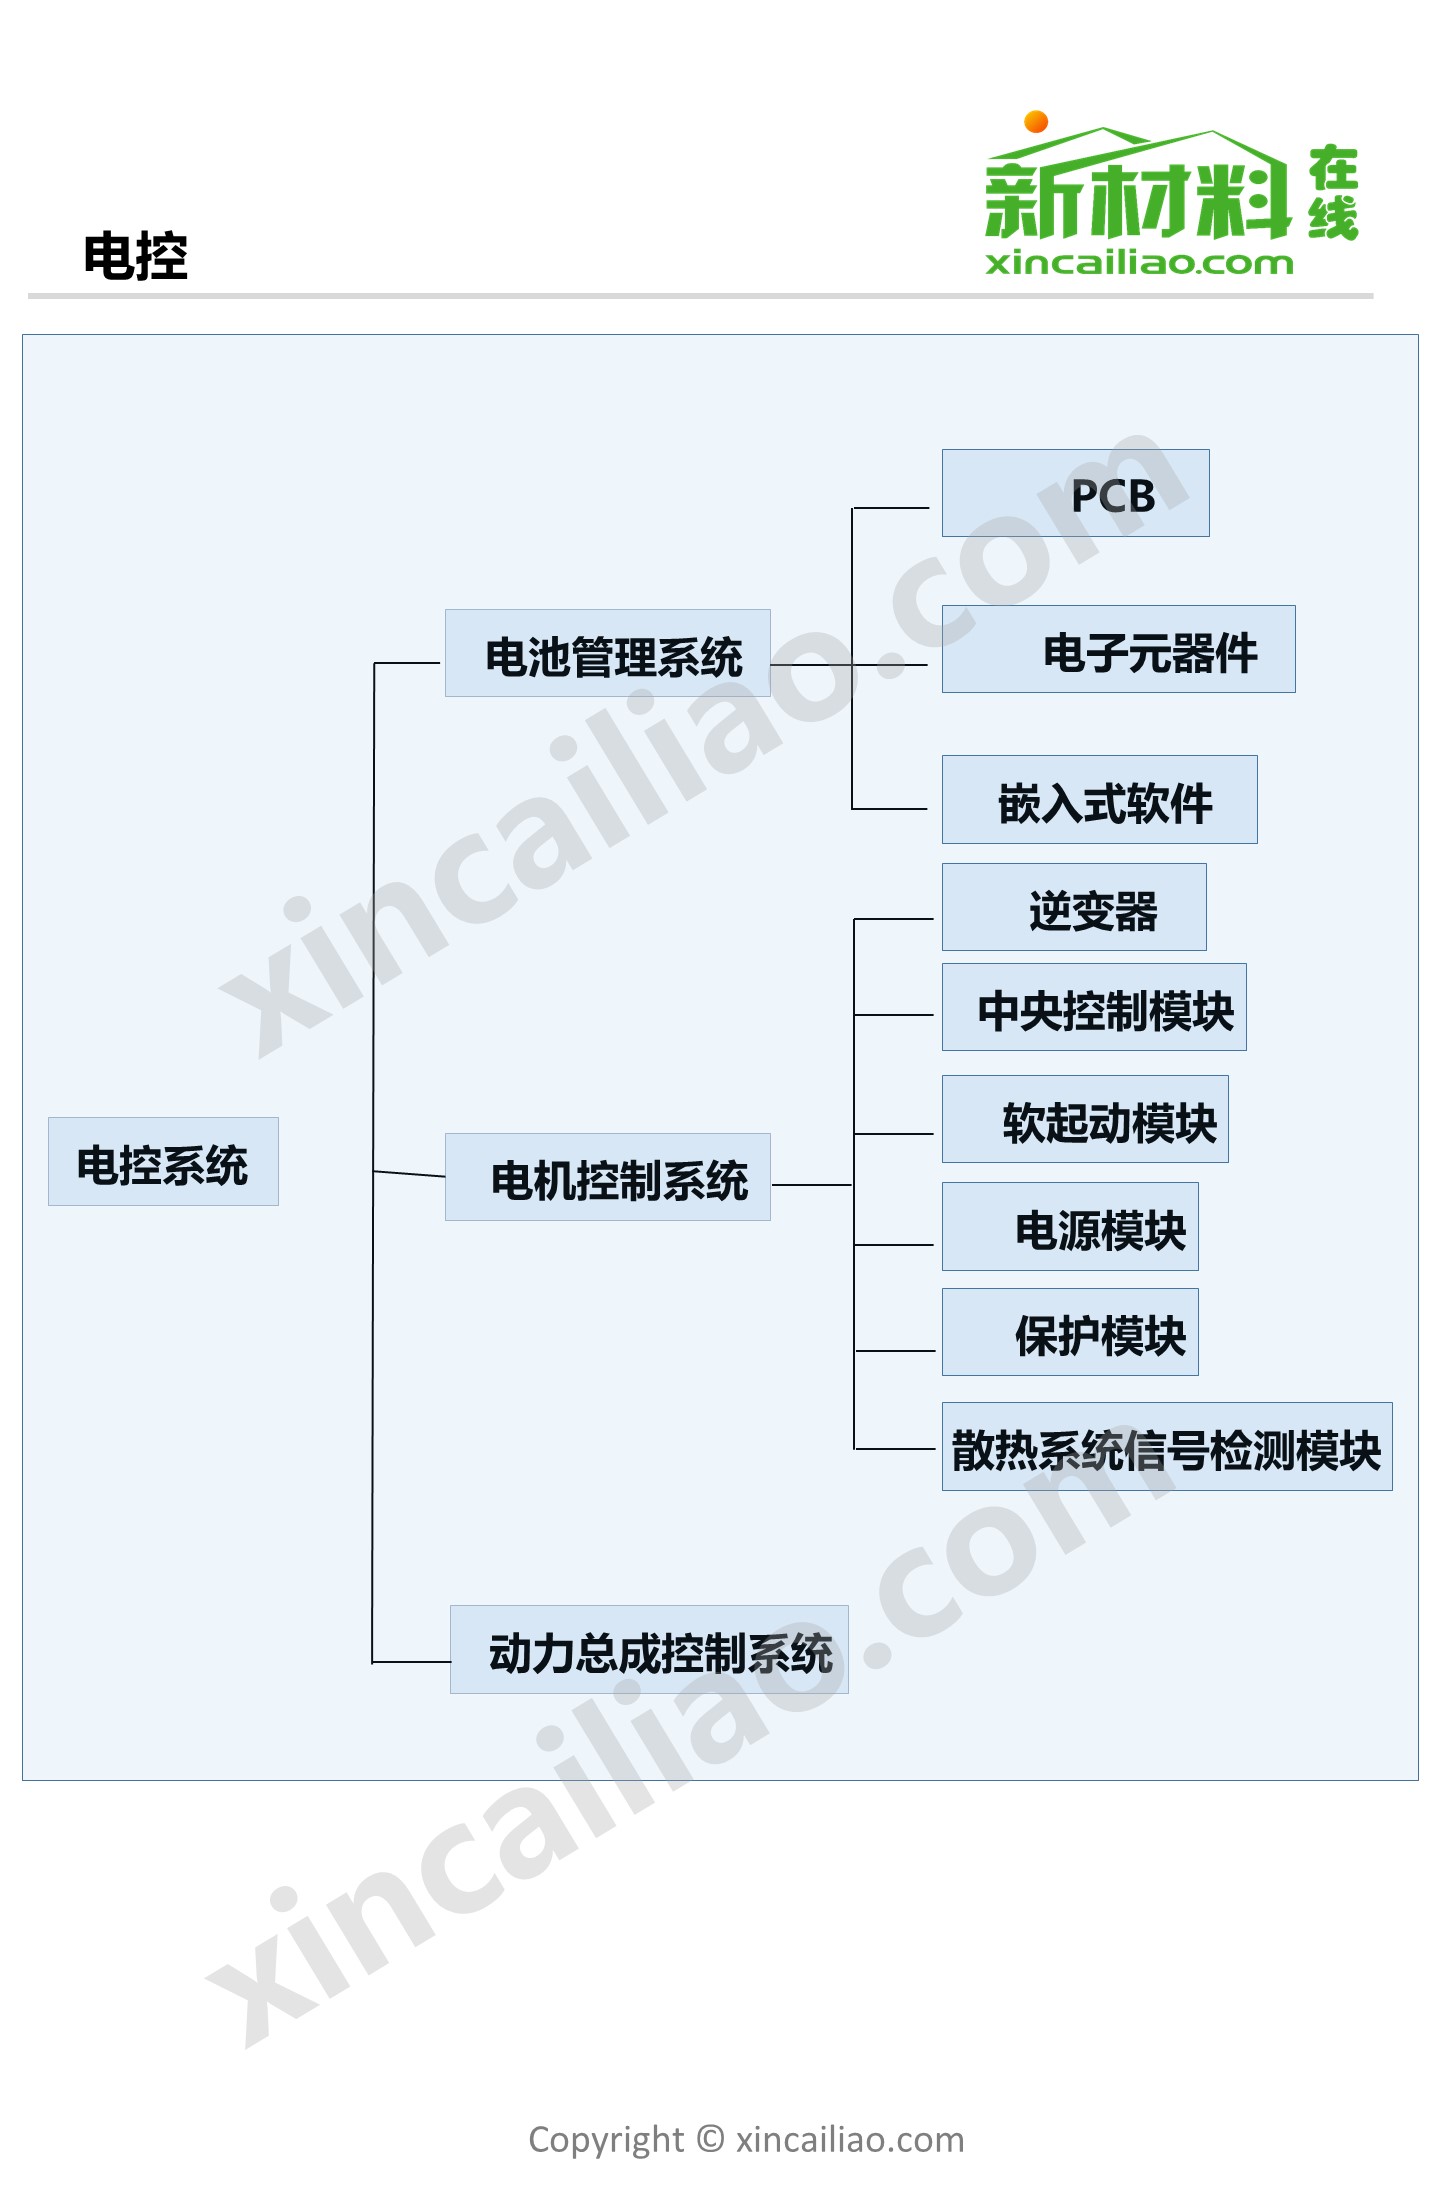 新材料在线
xincailiao.com
电控
PCB
电池管理系统
电子元器件
嵌入式软件
逆变器
中央控制模块
软起动模块
电控系统
电机控制系统
电源模块
保护模块
散热系统信号检测模块
动力总成控制系统
xincailiao.com
xincailiao.com
Copyright © xincailiao.com